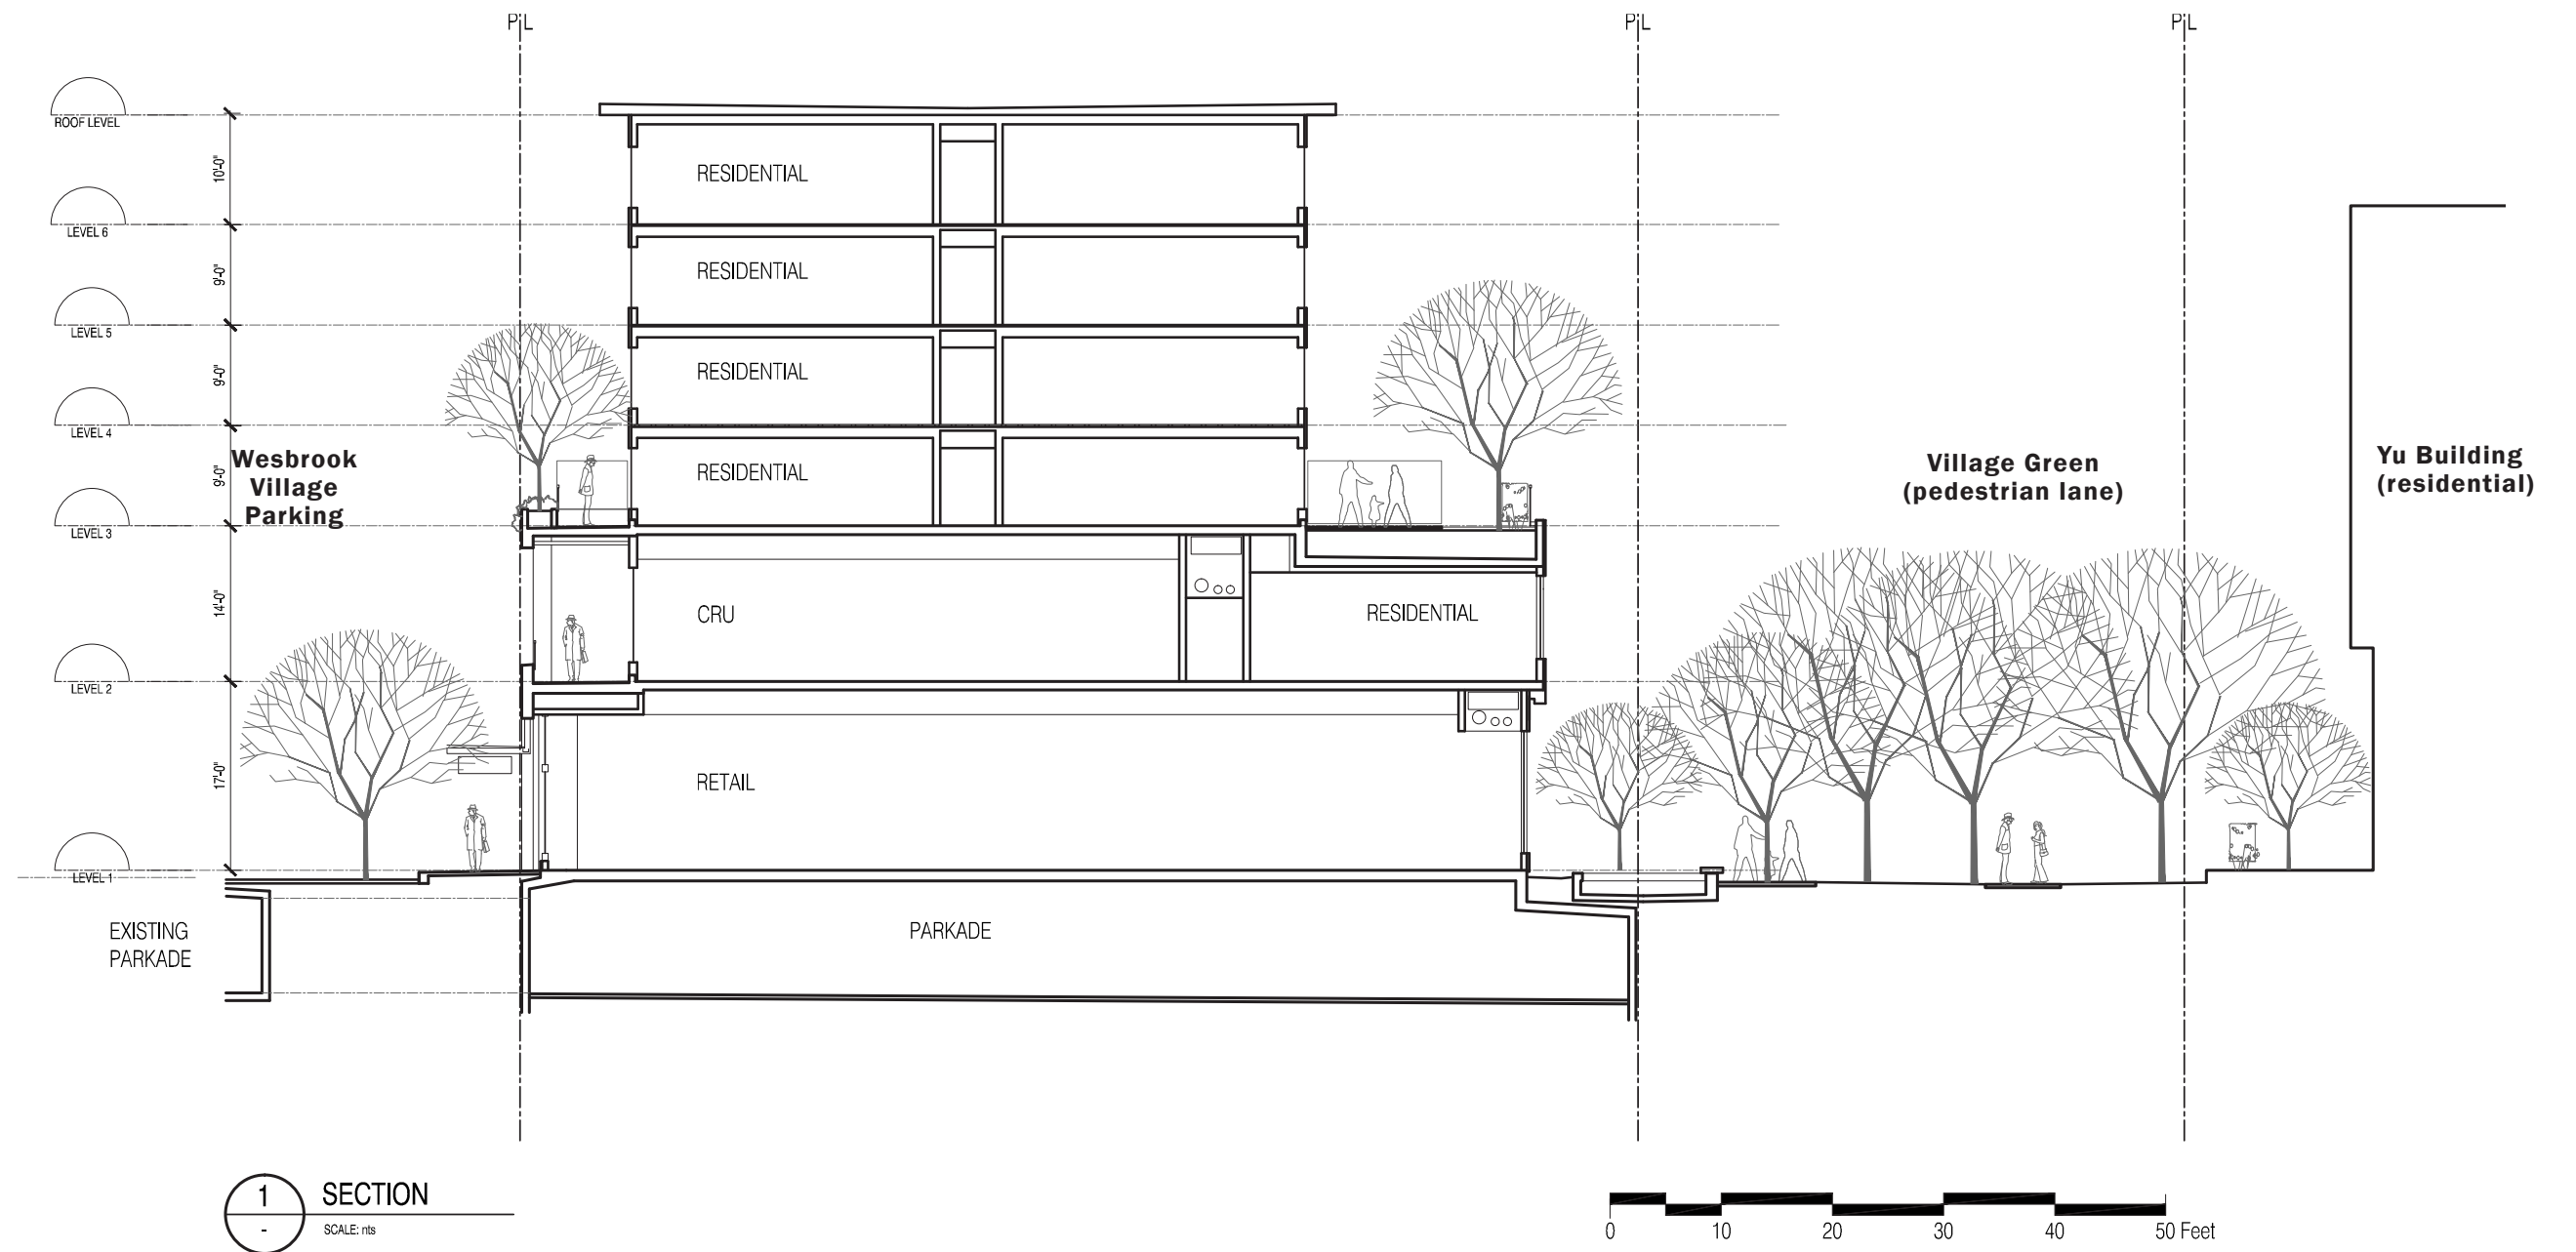 PL
PL
PL
ROOF LEVEL
10'-0"
RESIDENTIAL
LEVEL 6
9'-0"
RESIDENTIAL
LEVEL 5
9'-0"
RESIDENTIAL
LEVEL 4
9'-0"
RESIDENTIAL
Wesbrook
Village
Parking
Village Green
(pedestrian lane)
Yu Building
(residential)
LEVEL 3
14'-0"
CRU
RESIDENTIAL
LEVEL 2
17'-0"
RETAIL
LEVEL 1
EXISTING
PARKADE
PARKADE
1
-
SECTION
SCALE: nts
0 10 20 30 40 50 Feet